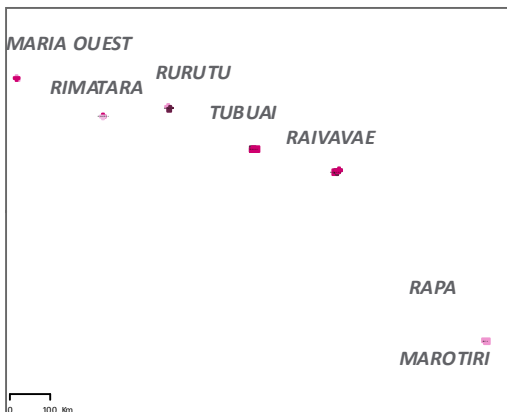 MARIA OUEST
RURUTU
RIMATARA
TUBUAI
RAIVAVAE
RAPA
MAROTIRI
0 100 Km